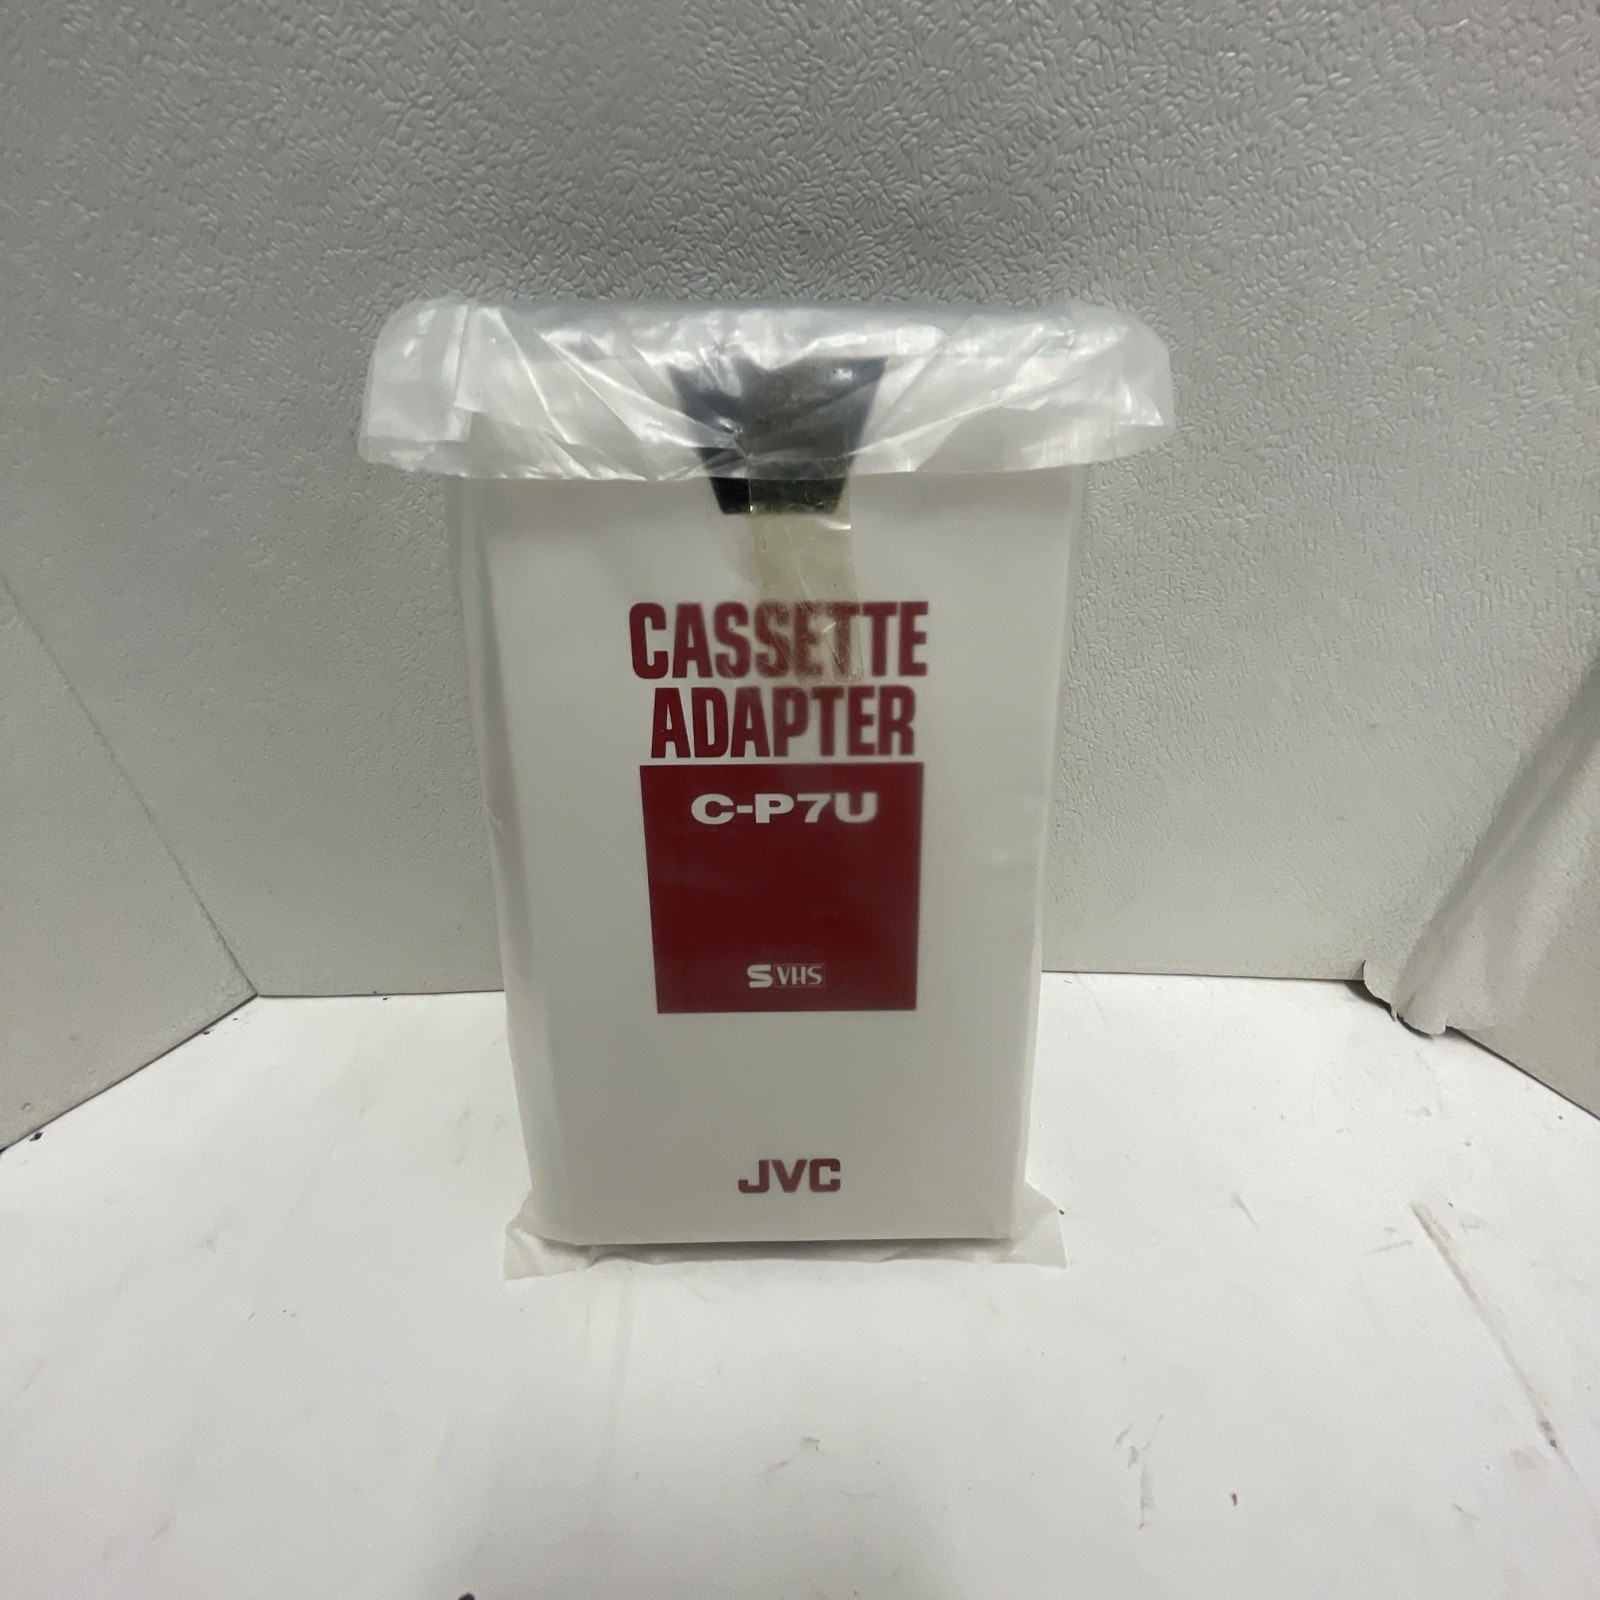 CASSETTE
ADAPTER
C-P7U
S VHS
JVC